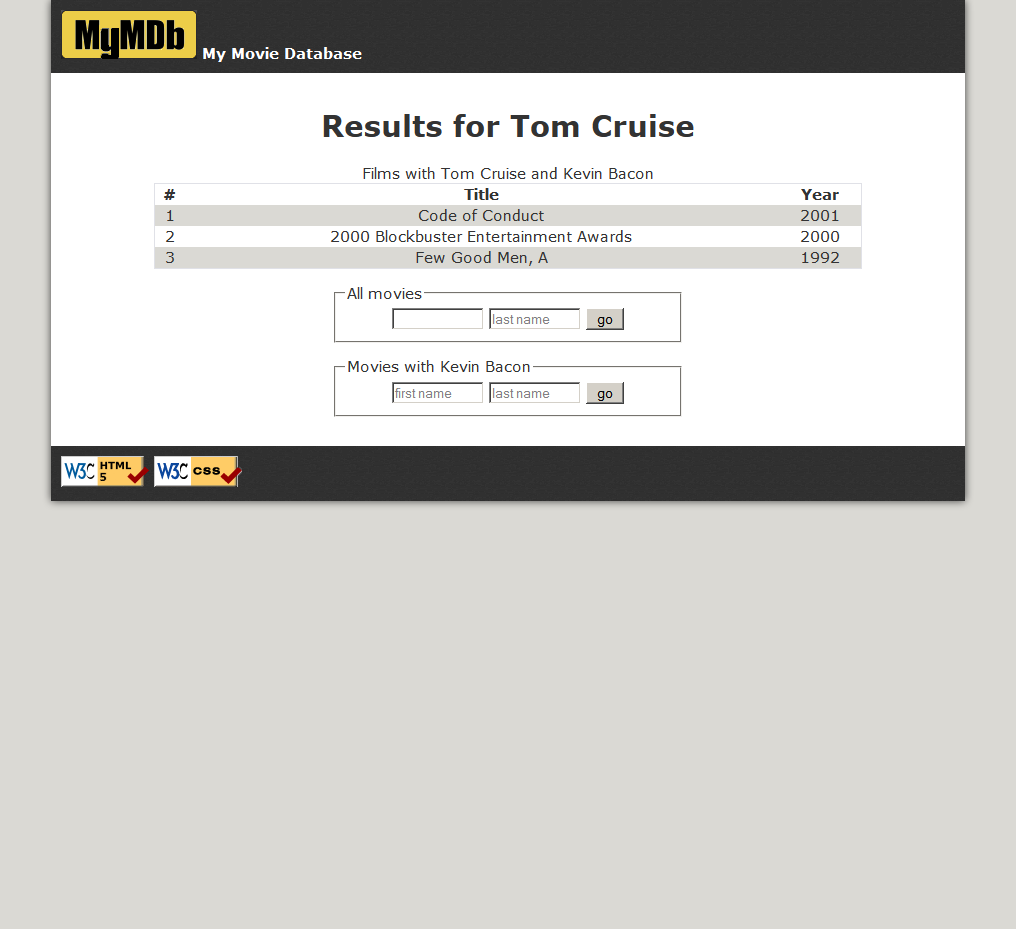 MyMDb My Movie Database
Results for Tom Cruise
Films with Tom Cruise and Kevin Bacon
# Title Year
1 Code of Conduct 2001
2 2000 Blockbuster Entertainment Awards 2000
3 Few Good Men, A 1992
All movies
last name go
Movies with Kevin Bacon
first name last name go
W3C HTML 5 W3C CSS